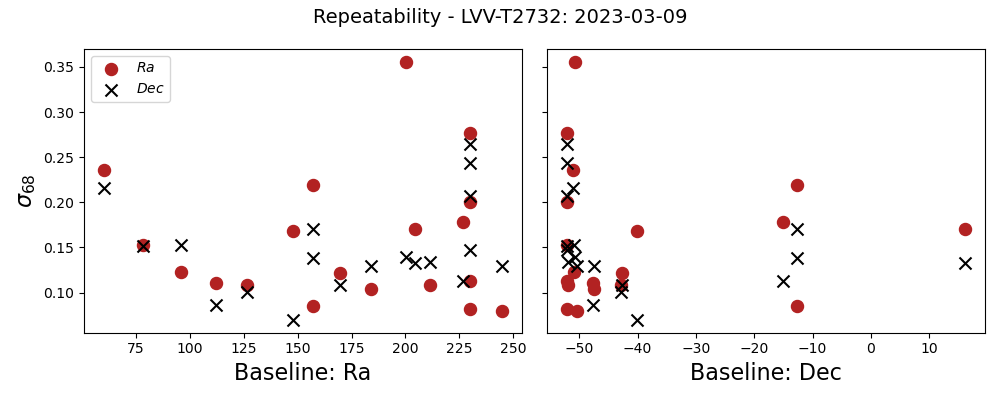 Repeatability - LVV-T2732: 2023-03-09
Ra
Dec
σ68
0.35
0.30
0.25
0.20
0.15
0.10
75 100 125 150 175 200 225 250
−50 −40 −30 −20 −10 0 10
Baseline: Ra
Baseline: Dec